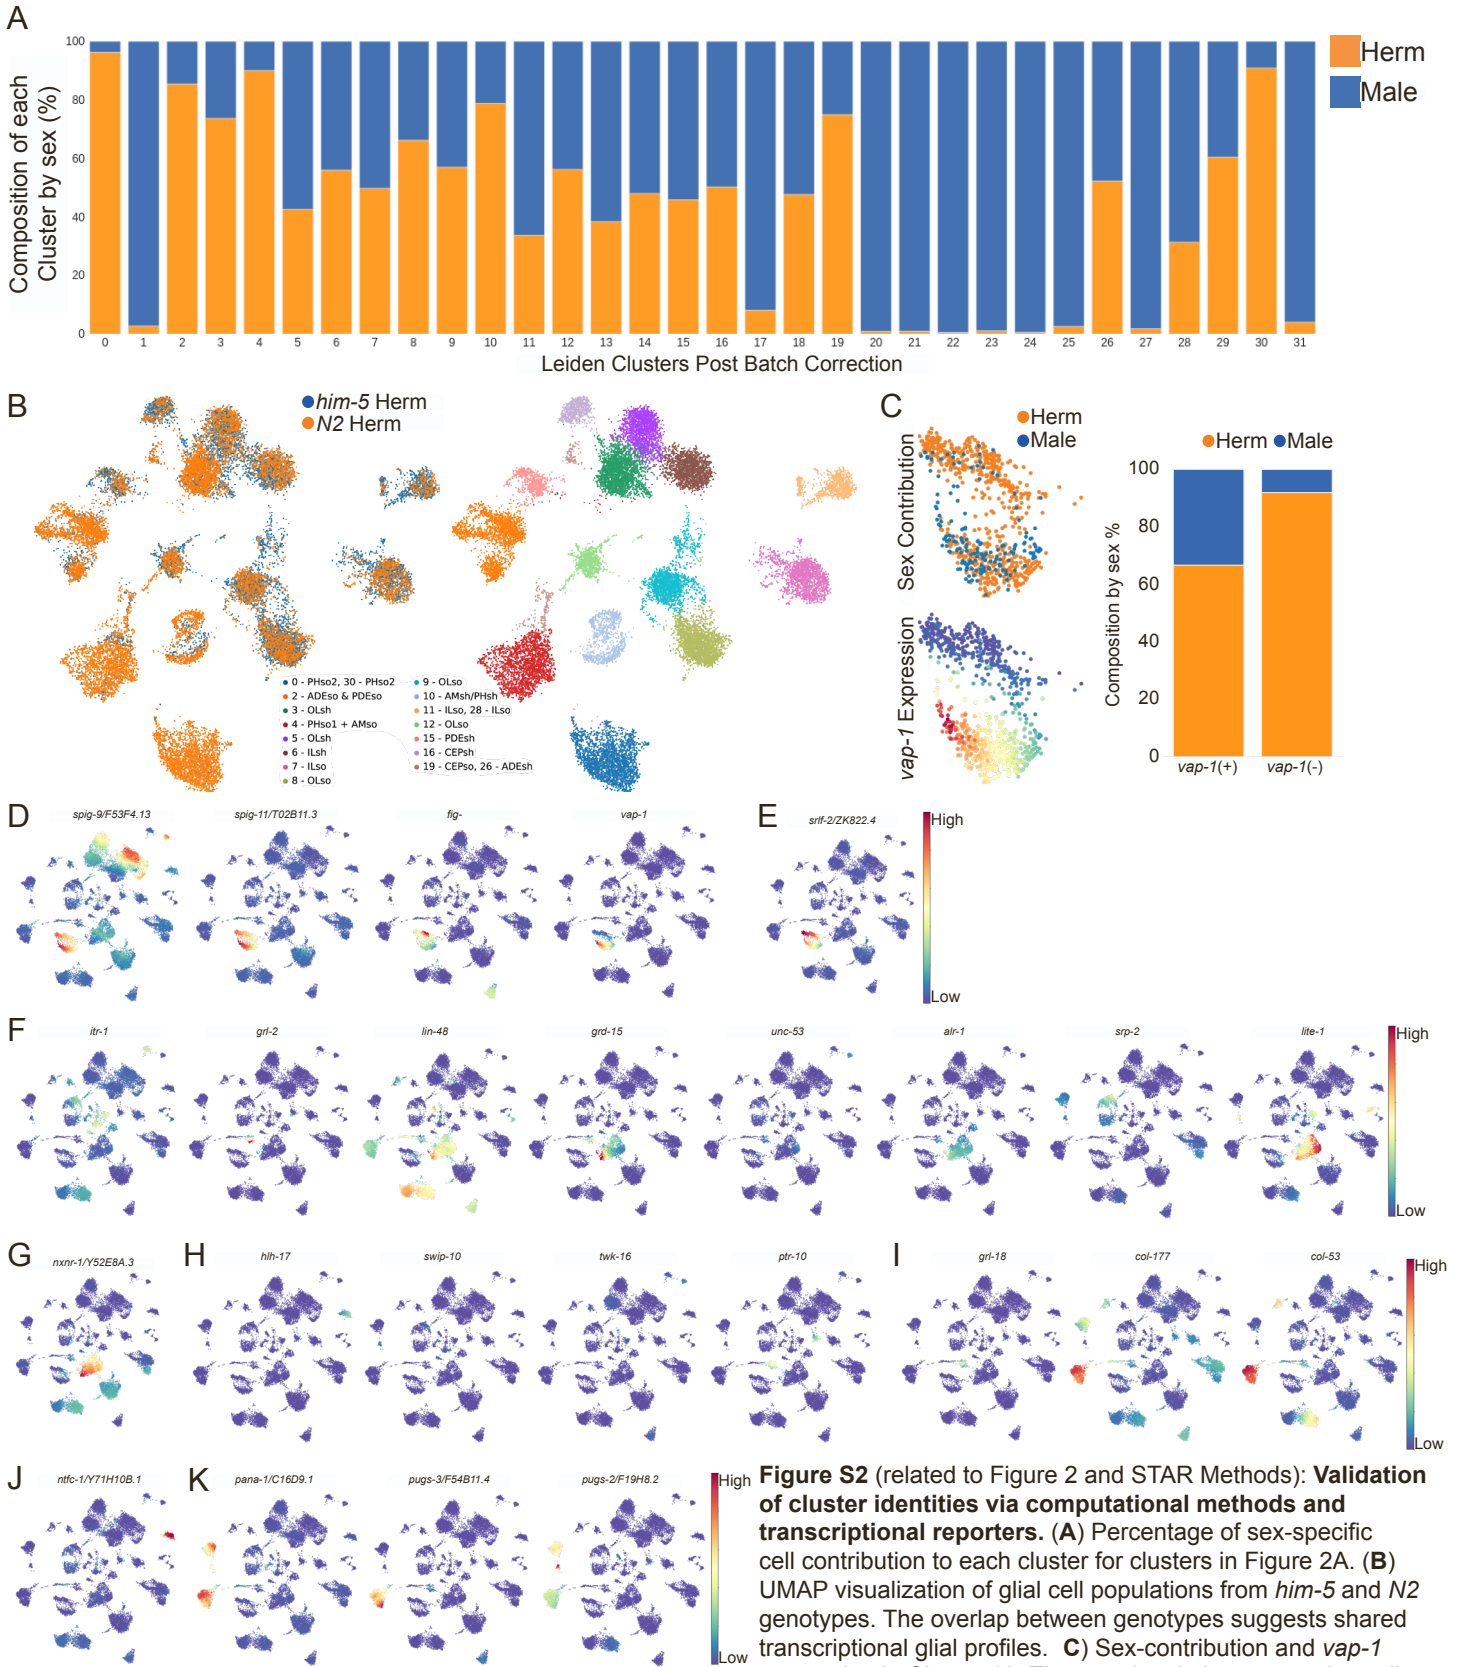 A
Composition of each
Cluster by sex (%)
100
80
60
40
20
0
0 1 2 3 4 5 6 7 8 9 10 11 12 13 14 15 16 17 18 19 20 21 22 23 24 25 26 27 28 29 30 31
Leiden Clusters Post Batch Correction
Herm
Male
B
him-5 Herm
N2 Herm
0 - PHso2, 30 - PHso2
2 - ADEso & PDEso
3 - OLsh
4 - PHso1 + AMso
5 - OLsh
6 - ILsh
7 - ILso
8 - OLso
9 - OLso
10 - AMsh/PHsh
11 - ILso, 28 - ILso
12 - OLso
15 - PDEsh
16 - CEPsh
19 - CEPso, 26 - ADEsh
C
Herm
Male
Sex Contribution
vap-1 Expression
Herm Male
Composition by sex %
100
80
60
40
20
0
vap-1(+) vap-1(-)
D
spig-9/F53F4.13
spig-11/T02B11.3
fig-
vap-1
E
srlf-2/ZK822.4
High
Low
F
itr-1
grl-2
lin-48
grd-15
unc-53
alr-1
srp-2
lite-1
High
Low
G
nxnr-1/Y52E8A.3
H
hlh-17
swip-10
twk-16
ptr-10
I
grl-18
col-177
col-53
High
Low
J
ntfc-1/Y71H10B.1
K
pana-1/C16D9.1
pugs-3/F54B11.4
pugs-2/F19H8.2
High
Low
Figure S2 (related to Figure 2 and STAR Methods): Validation
of cluster identities via computational methods and
transcriptional reporters. (A) Percentage of sex-specific
cell contribution to each cluster for clusters in Figure 2A. (B)
UMAP visualization of glial cell populations from him-5 and N2
genotypes. The overlap between genotypes suggests shared
transcriptional glial profiles. C) Sex-contribution and vap-1